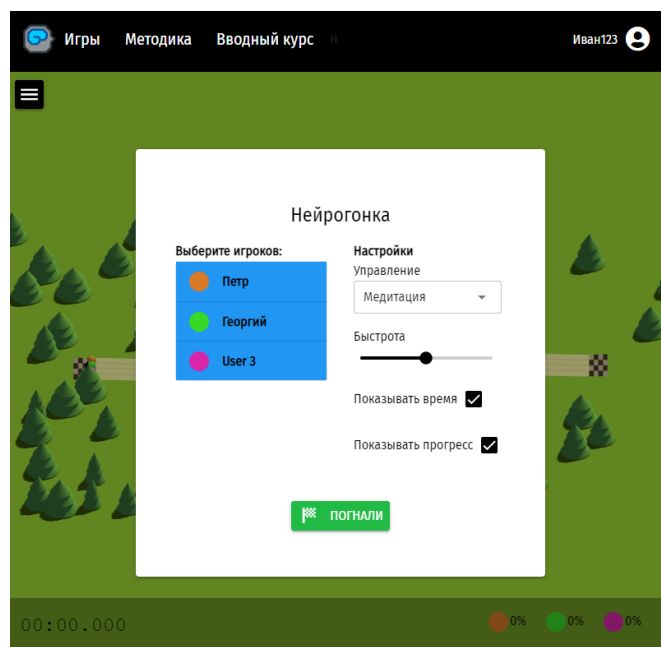 Игры Методика Вводный курс Н Иван123
Нейрогонка
Выберите игроков:
Петр
Георгий
User 3
Настройки
Управление
Медитация
Быстрота
Показывать время
Показывать прогресс
ПОГНАЛИ
00:00.000 0% 0% 0%